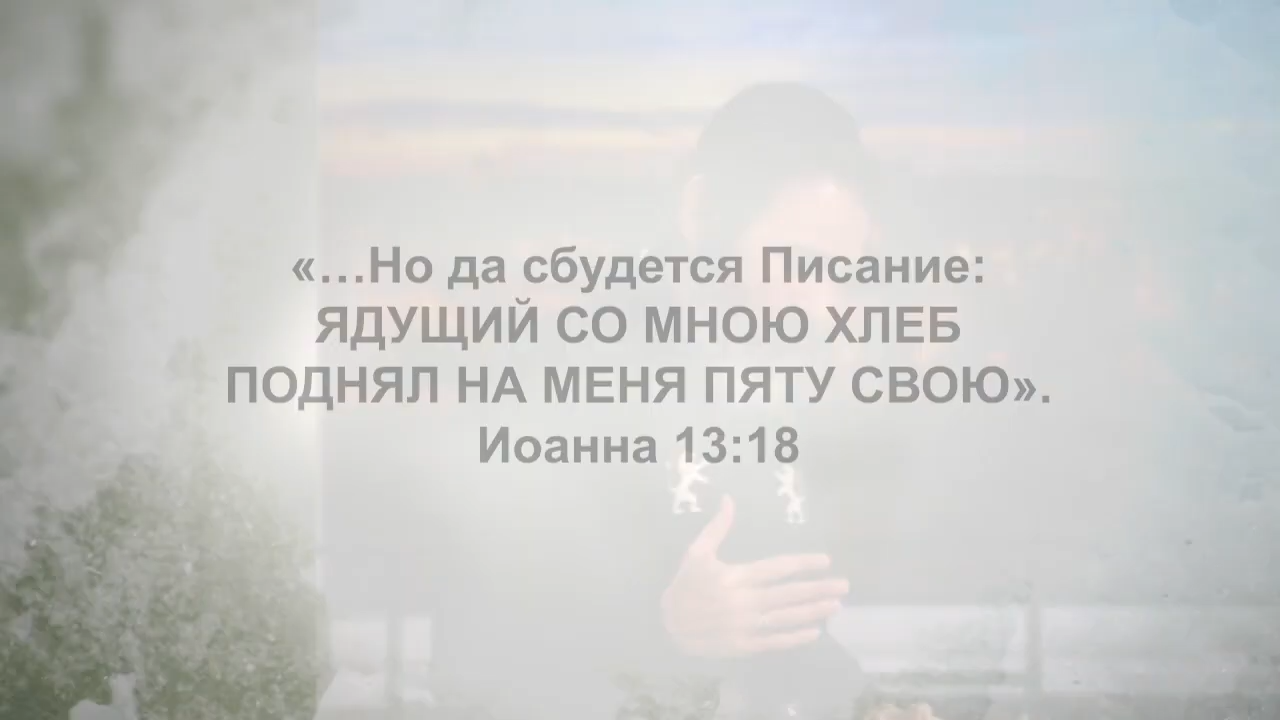 «…Но да сбудется Писание:
ЯДУЩИЙ СО МНОЮ ХЛЕБ
ПОДНЯЛ НА МЕНЯ ПЯТУ СВОЮ».
Иоанна 13:18